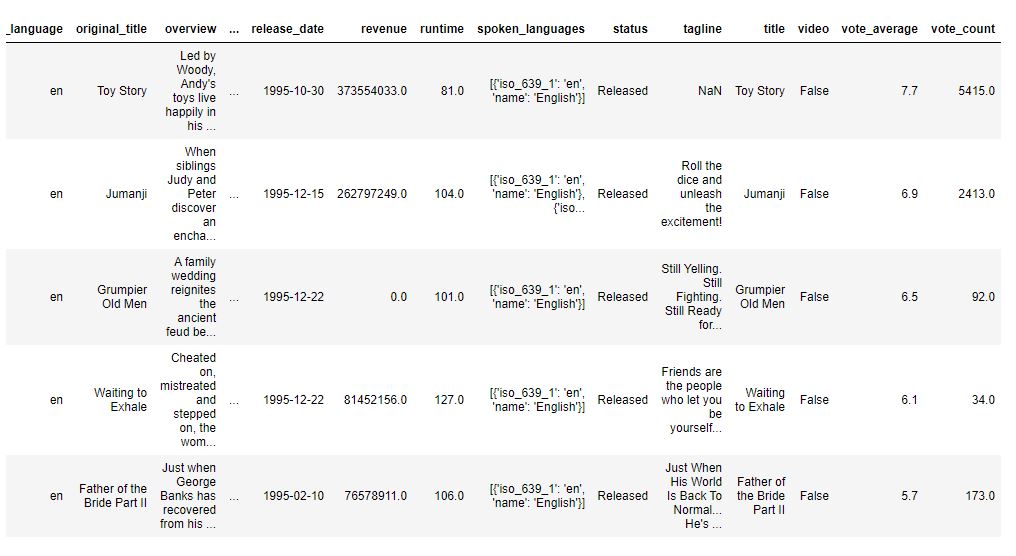 _language original_title overview ... release_date revenue runtime spoken_languages status tagline title video vote_average vote_count
en Toy Story Led by Woody, Andy's toys live happily in his ... ... 1995-10-30 373554033.0 81.0 [{'iso_639_1': 'en', 'name': 'English'}] Released NaN Toy Story False 7.7 5415.0
en Jumanji When siblings Judy and Peter discover an encha... ... 1995-12-15 262797249.0 104.0 [{'iso_639_1': 'en', 'name': 'English'}, {'iso... Released Roll the dice and unleash the excitement! Jumanji False 6.9 2413.0
en Grumpier Old Men A family wedding reignites the ancient feud be... ... 1995-12-22 0.0 101.0 [{'iso_639_1': 'en', 'name': 'English'}] Released Still Yelling. Still Fighting. Still Ready for... Grumpier Old Men False 6.5 92.0
en Waiting to Exhale Cheated on, mistreated and stepped on, the wom... ... 1995-12-22 81452156.0 127.0 [{'iso_639_1': 'en', 'name': 'English'}] Released Friends are the people who let you be yourself... Waiting to Exhale False 6.1 34.0
en Father of the Bride Part II Just when George Banks has recovered from his ... ... 1995-02-10 76578911.0 106.0 [{'iso_639_1': 'en', 'name': 'English'}] Released Just When His World Is Back To Normal... He's ... Father of the Bride Part II False 5.7 173.0